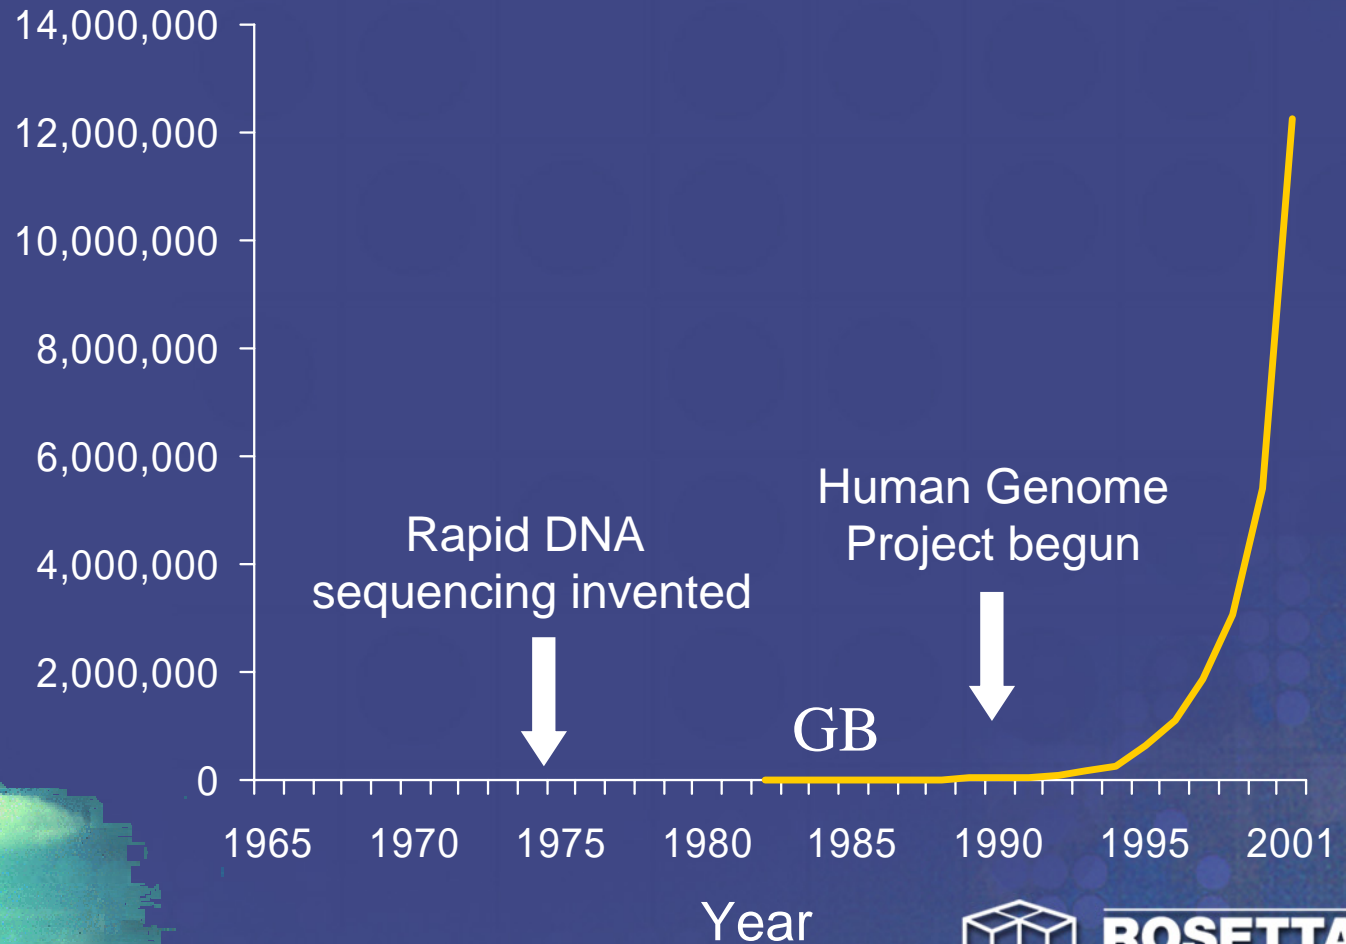 14,000,000
12,000,000
10,000,000
8,000,000
6,000,000
4,000,000
2,000,000
0
Rapid DNA
sequencing invented
Human Genome
Project begun
GB
1965 1970 1975 1980 1985 1990 1995 2001
Year
ROSETTA